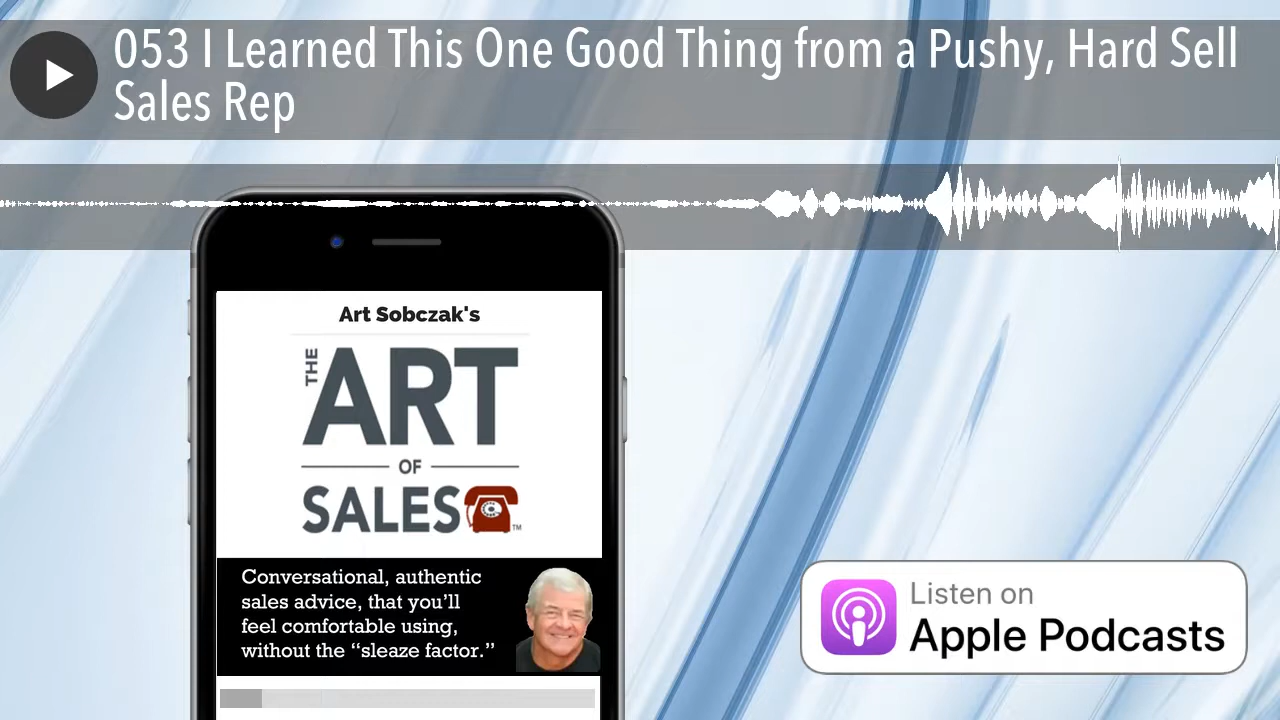 053 I Learned This One Good Thing from a Pushy, Hard Sell
Sales Rep
Art Sobczak's
THE
ART
OF
SALES
TM
Conversational, authentic
sales advice, that you’ll
feel comfortable using,
without the “sleaze factor.”
Listen on
Apple Podcasts